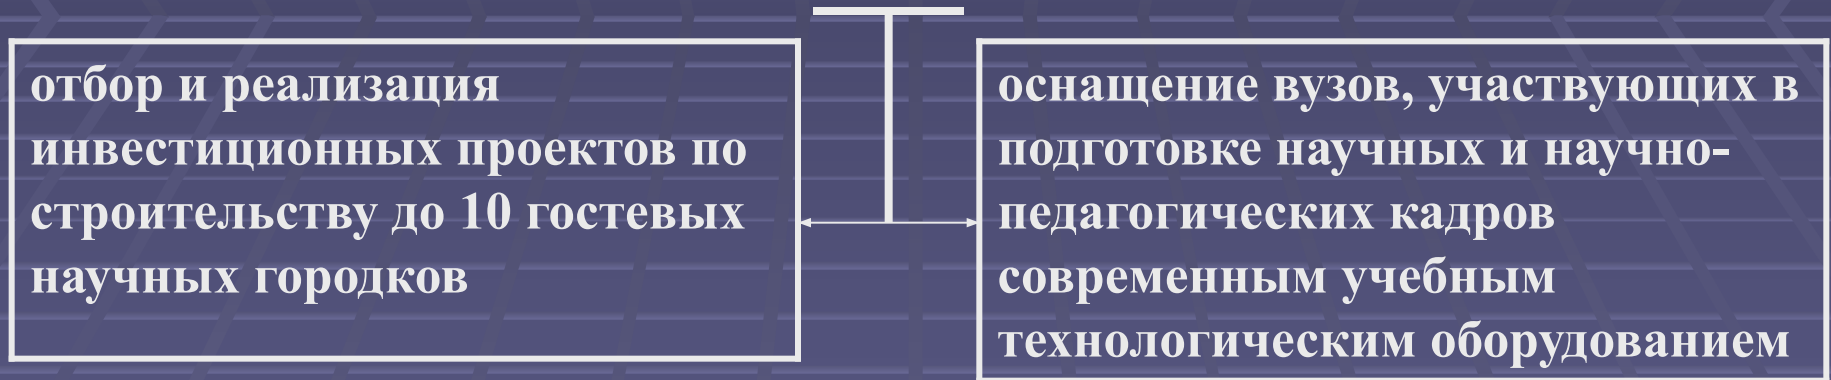 отбор и реализация
инвестиционных проектов по
строительству до 10 гостевых
научных городков
оснащение вузов, участвующих в
подготовке научных и научно-
педагогических кадров
современным учебным
технологическим оборудованием